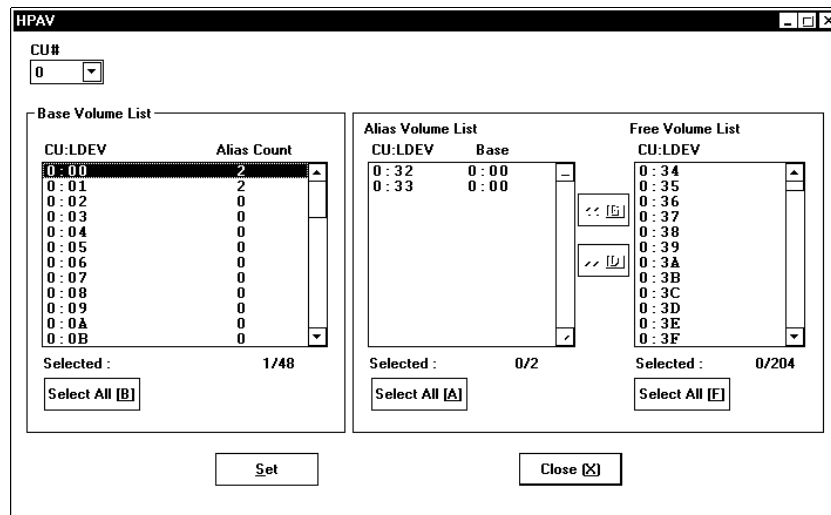 HPAV
CU#
0
Base Volume List
CU:LDEV Alias Count
0 : 00 2
0 : 01 2
0 : 02 0
0 : 03 0
0 : 04 0
0 : 05 0
0 : 06 0
0 : 07 0
0 : 08 0
0 : 09 0
0 : 0A 0
0 : 0B 0
Selected : 1/48
Select All [B]
Alias Volume List
CU:LDEV Base
0 : 32 0 : 00
0 : 33 0 : 00
Selected : 0/2
Select All [A]
<< [G]
>> [D]
Free Volume List
CU:LDEV
0 : 34
0 : 35
0 : 36
0 : 37
0 : 38
0 : 39
0 : 3A
0 : 3B
0 : 3C
0 : 3D
0 : 3E
0 : 3F
Selected : 0/204
Select All [F]
Set
Close [X]